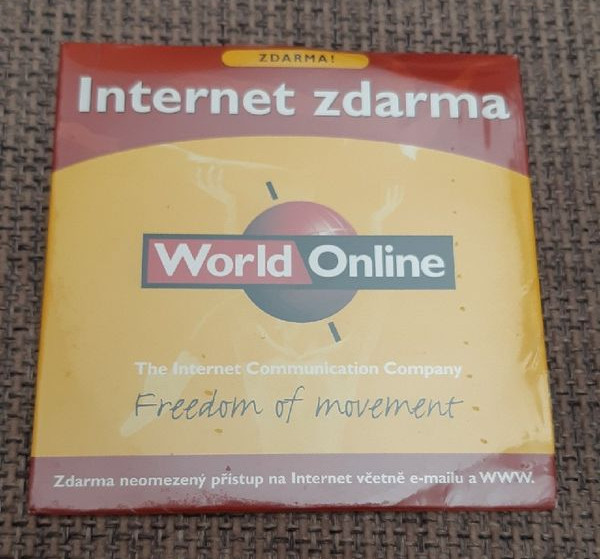 ZDARMA!
Internet zdarma
World Online
The Internet Communication Company
Freedom of movement
Zdarma neomezený přístup na Internet včetně e-mailu a WWW.